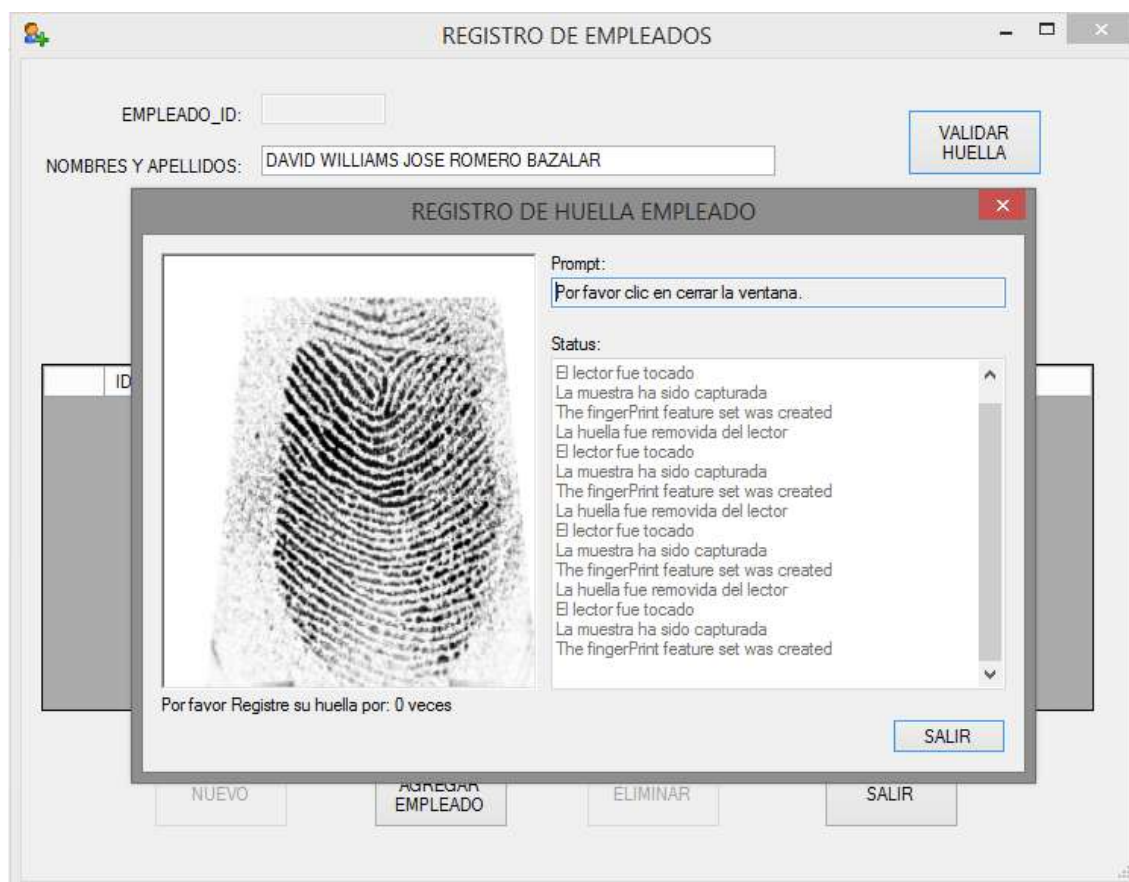 REGISTRO DE EMPLEADOS
EMPLEADO_ID:
VALIDAR
HUELLA
NOMBRES Y APELLIDOS:
DAVID WILLIAMS JOSE ROMERO BAZALAR
REGISTRO DE HUELLA EMPLEADO
Prompt:
Por favor clic en cerrar la ventana.
Status:
El lector fue tocado
La muestra ha sido capturada
The fingerPrint feature set was created
La huella fue removida del lector
El lector fue tocado
La muestra ha sido capturada
The fingerPrint feature set was created
La huella fue removida del lector
El lector fue tocado
La muestra ha sido capturada
The fingerPrint feature set was created
La huella fue removida del lector
El lector fue tocado
La muestra ha sido capturada
The fingerPrint feature set was created
ID
Por favor Registre su huella por: 0 veces
SALIR
NUEVO
AGREGAR
EMPLEADO
ELIMINAR
SALIR